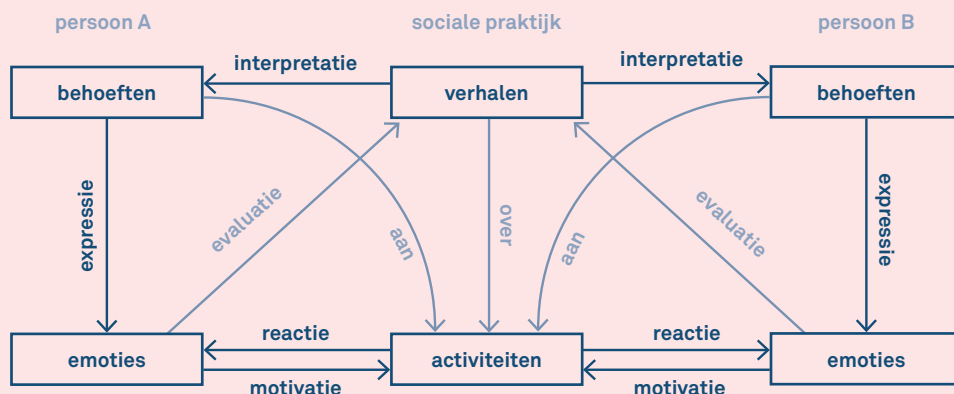 persoon A
sociale praktijk
persoon B
interpretatie
interpretatie
behoeften
verhalen
behoeften
expressie
evaluatie
aan
over
aan
evaluatie
expressie
reactie
reactie
emoties
activiteiten
emoties
motivatie
motivatie